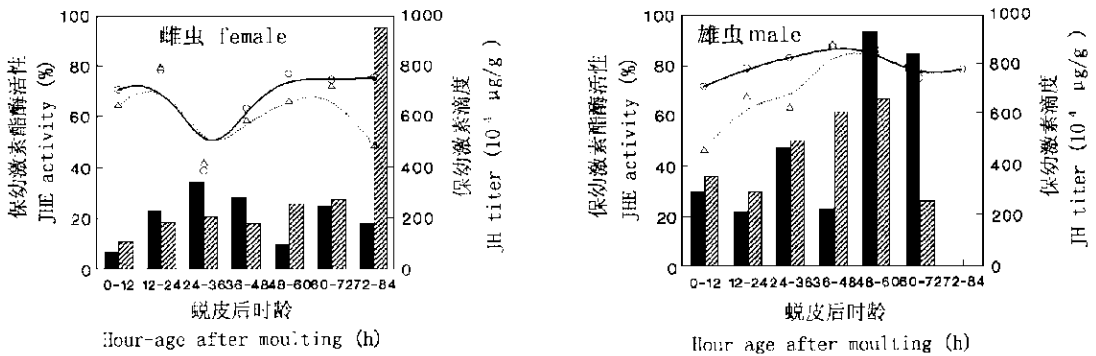 雌虫 female
保幼激素酯酶活性
JHE activity (%)
100
80
60
40
20
0
1000
800
600
400
200
0
保幼激素滴度
JH titer (10⁻⁴ μg/g)
0-12 12-24 24-36 36-48 48-60 60-72 72-84
蜕皮后时龄
Hour-age after moulting (h)
雄虫 male
保幼激素酯酶活性
JHE activity (%)
100
80
60
40
20
0
1000
800
600
400
200
0
保幼激素滴度
JH titer (10⁻⁴ μg/g)
0-12 12-24 24-36 36-48 48-60 60-72 72-84
蜕皮后时龄
Hour age after moulting (h)